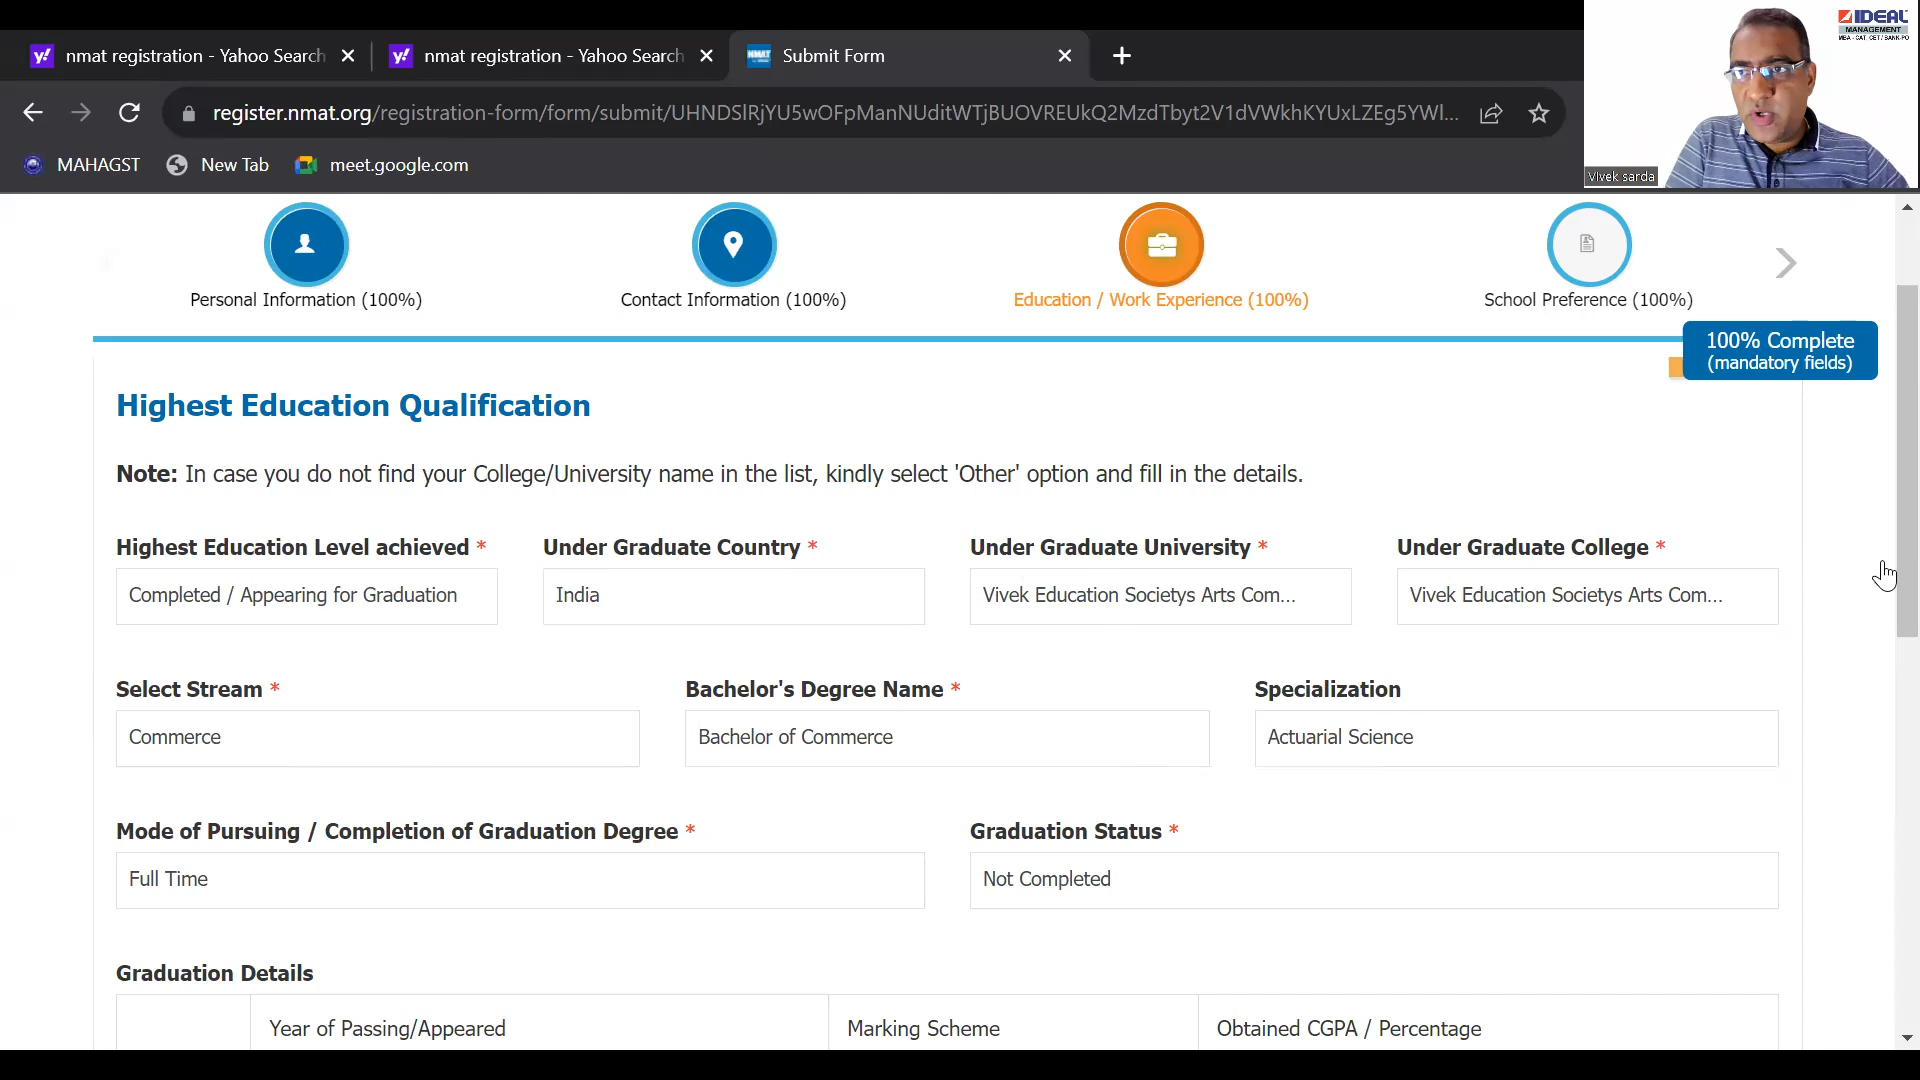 nmat registration - Yahoo Search
nmat registration - Yahoo Search
NMAT
Submit Form
IDEAL
MANAGEMENT
MBA - CAT, CET / BANK-PO
register.nmat.org/registration-form/form/submit/UHNDSlRjYU5wOFpManNUditWTjBUOVREUkQ2MzdTbyt2V1dVWkhKYUxLZEg5YWl...
MAHAGST
New Tab
meet.google.com
Vivek sarda
Personal Information (100%)
Contact Information (100%)
Education / Work Experience (100%)
School Preference (100%)
100% Complete
(mandatory fields)
Highest Education Qualification
Note: In case you do not find your College/University name in the list, kindly select 'Other' option and fill in the details.
Highest Education Level achieved *
Under Graduate Country *
Under Graduate University *
Under Graduate College *
Completed / Appearing for Graduation
India
Vivek Education Societys Arts Com...
Vivek Education Societys Arts Com...
Select Stream *
Bachelor's Degree Name *
Specialization
Commerce
Bachelor of Commerce
Actuarial Science
Mode of Pursuing / Completion of Graduation Degree *
Graduation Status *
Full Time
Not Completed
Graduation Details
Year of Passing/Appeared
Marking Scheme
Obtained CGPA / Percentage